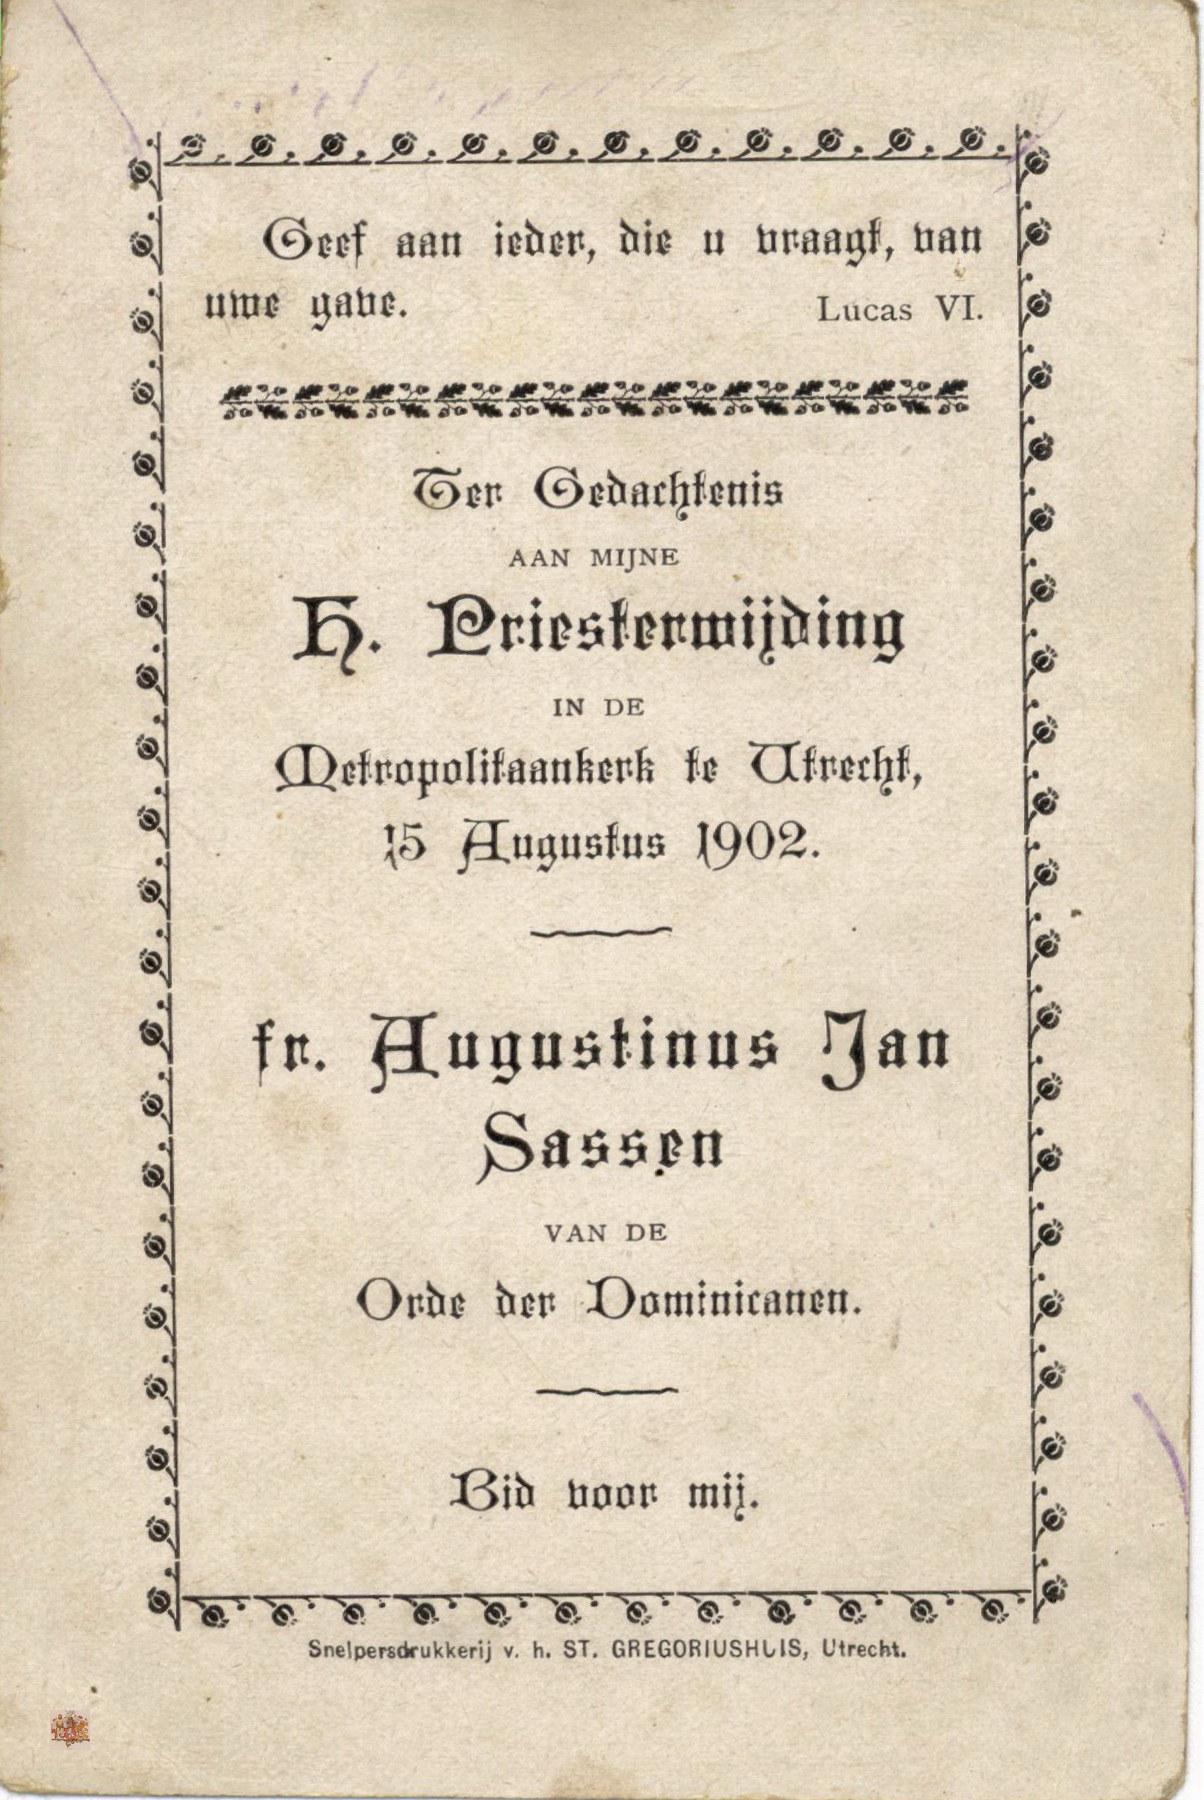 Geef aan ieder, die u vraagt, van
uwe gave. Lucas VI.
Ter Gedachtenis
AAN MIJNE
H. Priesterwijding
IN DE
Metropolitaankerk te Utrecht,
15 Augustus 1902.
fr. Augustinus Jan
Sassen
VAN DE
Orde der Dominicanen.
Bid voor mij.
Snelpersdrukkerij v. h. ST. GREGORIUSHUIS, Utrecht.